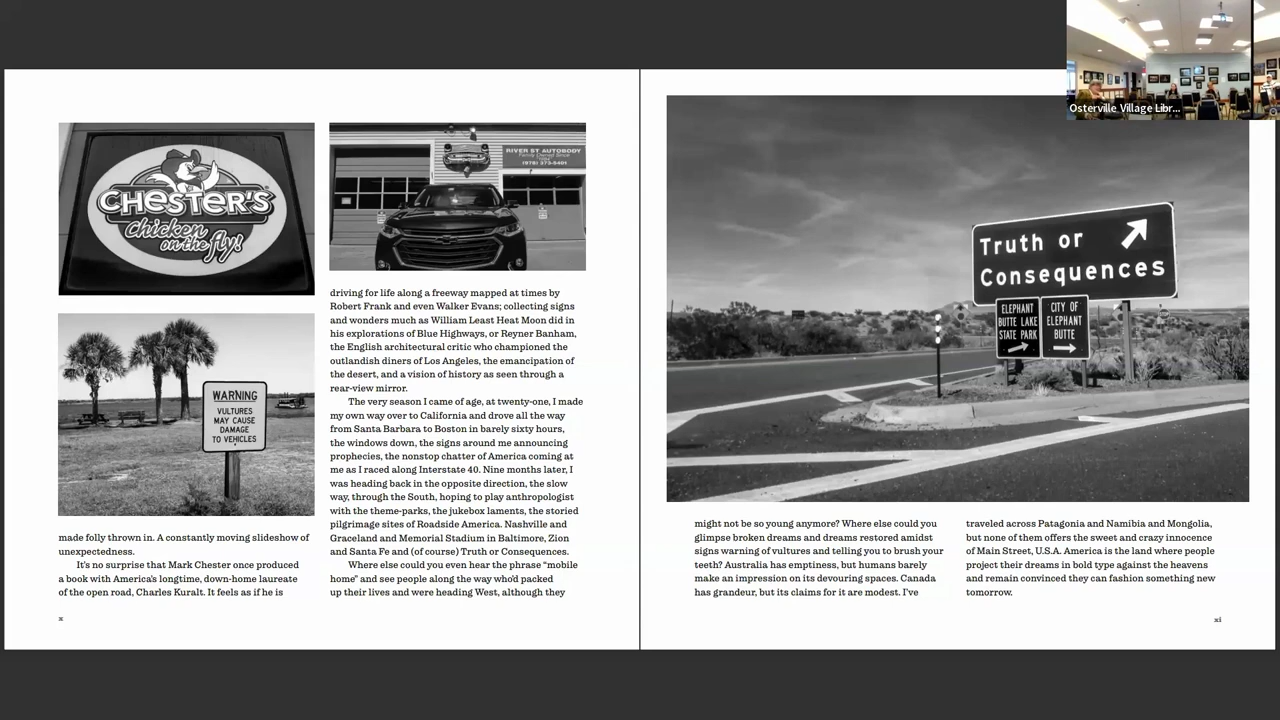 Osterville Village Libr...
CHESTER'S
Chicken
on the fly!
WARNING
VULTURES
MAY CAUSE
DAMAGE
TO VEHICLES
made folly thrown in. A constantly moving slideshow of
unexpectedness.
It's no surprise that Mark Chester once produced
a book with America's longtime, down-home laureate
of the open road, Charles Kuralt. It feels as if he is
x
RIVER ST AUTOBODY
Family Owned Since
(978) 373-5401
driving for life along a freeway mapped at times by
Robert Frank and even Walker Evans; collecting signs
and wonders much as William Least Heat Moon did in
his explorations of Blue Highways, or Reyner Banham,
the English architectural critic who championed the
outlandish diners of Los Angeles, the emancipation of
the desert, and a vision of history as seen through a
rear-view mirror.
The very season I came of age, at twenty-one, I made
my own way over to California and drove all the way
from Santa Barbara to Boston in barely sixty hours,
the windows down, the signs around me announcing
prophecies, the nonstop chatter of America coming at
me as I raced along Interstate 40. Nine months later, I
was heading back in the opposite direction, the slow
way, through the South, hoping to play anthropologist
with the theme-parks, the jukebox laments, the storied
pilgrimage sites of Roadside America. Nashville and
Graceland and Memorial Stadium in Baltimore, Zion
and Santa Fe and (of course) Truth or Consequences.
Where else could you even hear the phrase "mobile
home" and see people along the way who'd packed
up their lives and were heading West, although they
Truth or
Consequences
ELEPHANT
BUTTE LAKE
STATE PARK
CITY OF
ELEPHANT
BUTTE
might not be so young anymore? Where else could you
glimpse broken dreams and dreams restored amidst
signs warning of vultures and telling you to brush your
teeth? Australia has emptiness, but humans barely
make an impression on its devouring spaces. Canada
has grandeur, but its claims for it are modest. I've
traveled across Patagonia and Namibia and Mongolia,
but none of them offers the sweet and crazy innocence
of Main Street, U.S.A. America is the land where people
project their dreams in bold type against the heavens
and remain convinced they can fashion something new
tomorrow.
xi